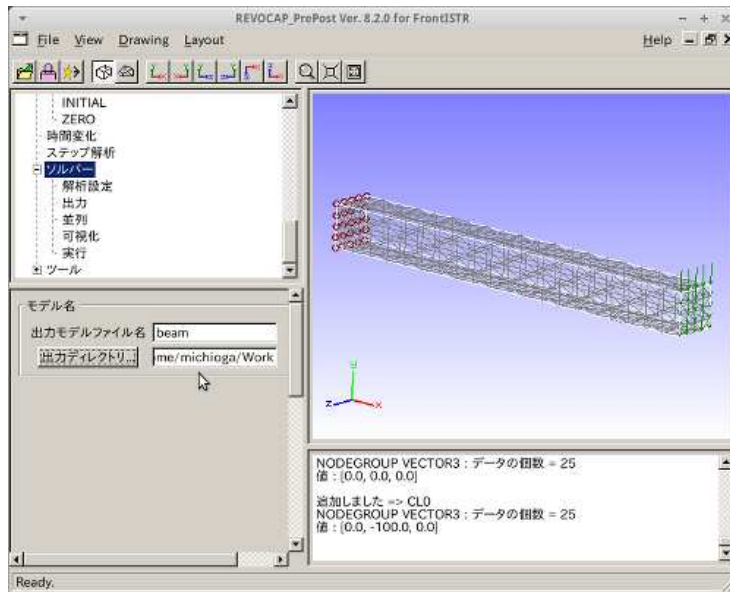 REVOCAP_PrePost Ver. 8.2.0 for FrontISTR
File View Drawing Layout Help
INITIAL
ZERO
時間変化
ステップ解析
ソルバー
解析設定
出力
並列
可視化
実行
ツール
モデル名
出力モデルファイル名 beam
出力ディレクトリ... me/michioga/Work
y
z x
NODEGROUP VECTOR3 : データの個数 = 25
値 : [0.0, 0.0, 0.0]
追加しました => CL0
NODEGROUP VECTOR3 : データの個数 = 25
値 : [0.0, -100.0, 0.0]
Ready.